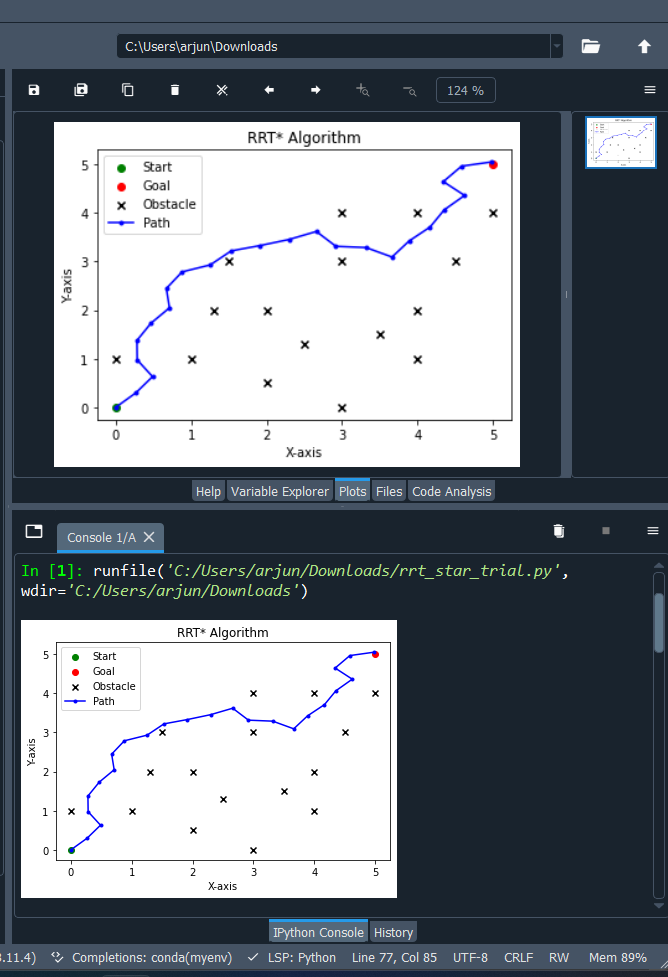 C:\Users\arjun\Downloads
124 %
RRT* Algorithm
Start
Goal
Obstacle
Path
5
4
3
2
1
0
Y-axis
0 1 2 3 4 5
X-axis
Help Variable Explorer Plots Files Code Analysis
Console 1/A
In [1]: runfile('C:/Users/arjun/Downloads/rrt_star_trial.py',
wdir='C:/Users/arjun/Downloads')
RRT* Algorithm
Start
Goal
Obstacle
Path
5
4
3
2
1
0
Y-axis
0 1 2 3 4 5
X-axis
IPython Console History
3.11.4) Completions: conda(myenv) LSP: Python Line 77, Col 85 UTF-8 CRLF RW Mem 89%